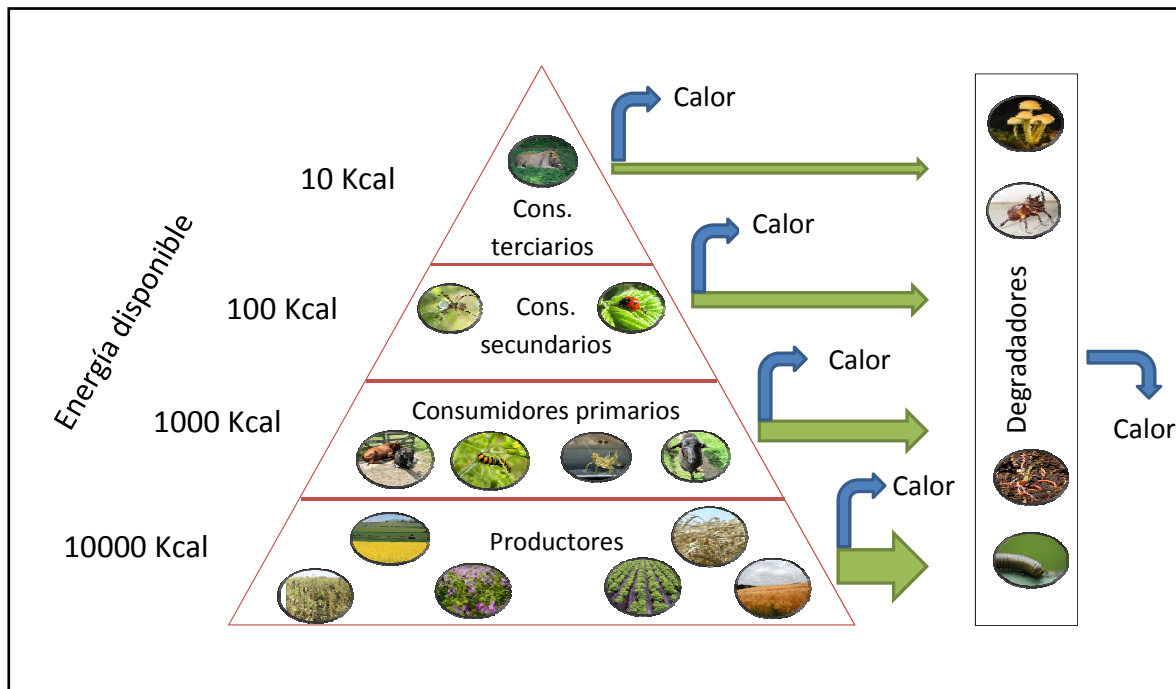 Calor
10 Kcal
Cons.
terciarios
Calor
Energía disponible
100 Kcal
Cons.
secundarios
Degradadores
Calor
1000 Kcal
Consumidores primarios
Calor
Calor
10000 Kcal
Productores